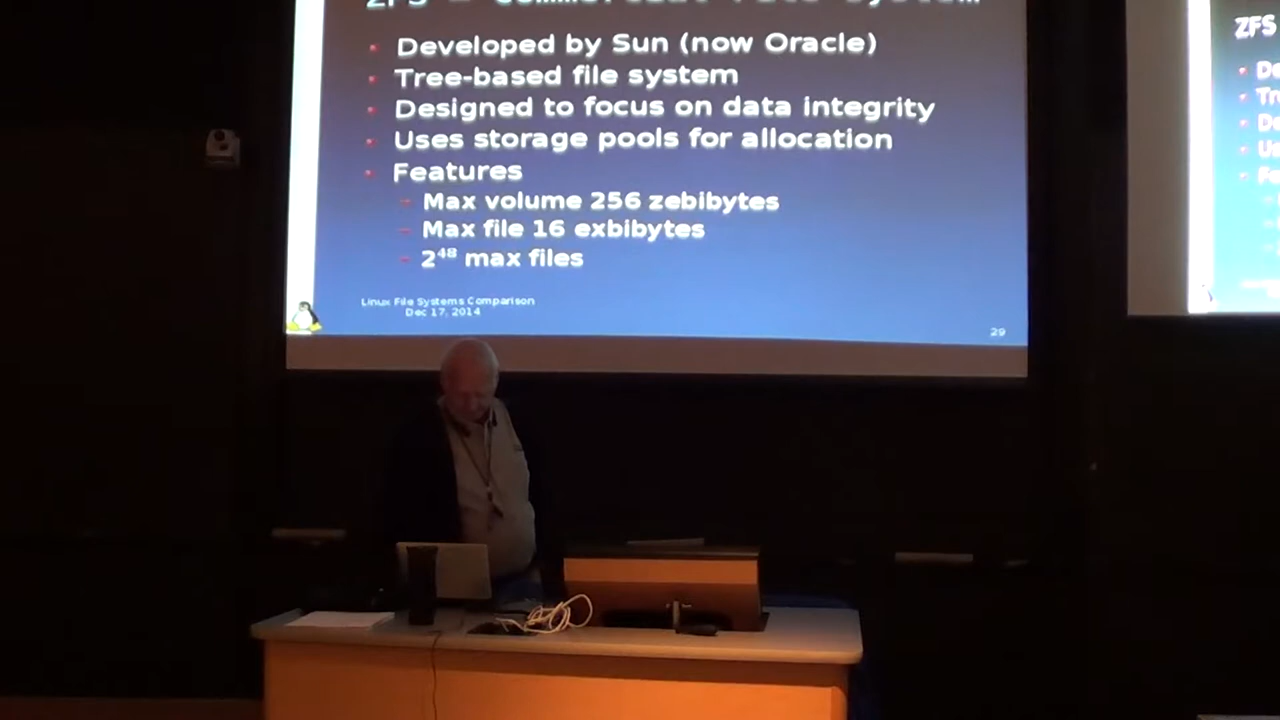 Developed by Sun (now Oracle)
Tree-based file system
Designed to focus on data integrity
Uses storage pools for allocation
Features
Max volume 256 zebibytes
Max file 16 exbibytes
2⁴⁸ max files
Linux File Systems Comparison
Dec 17, 2014
29
ZFS